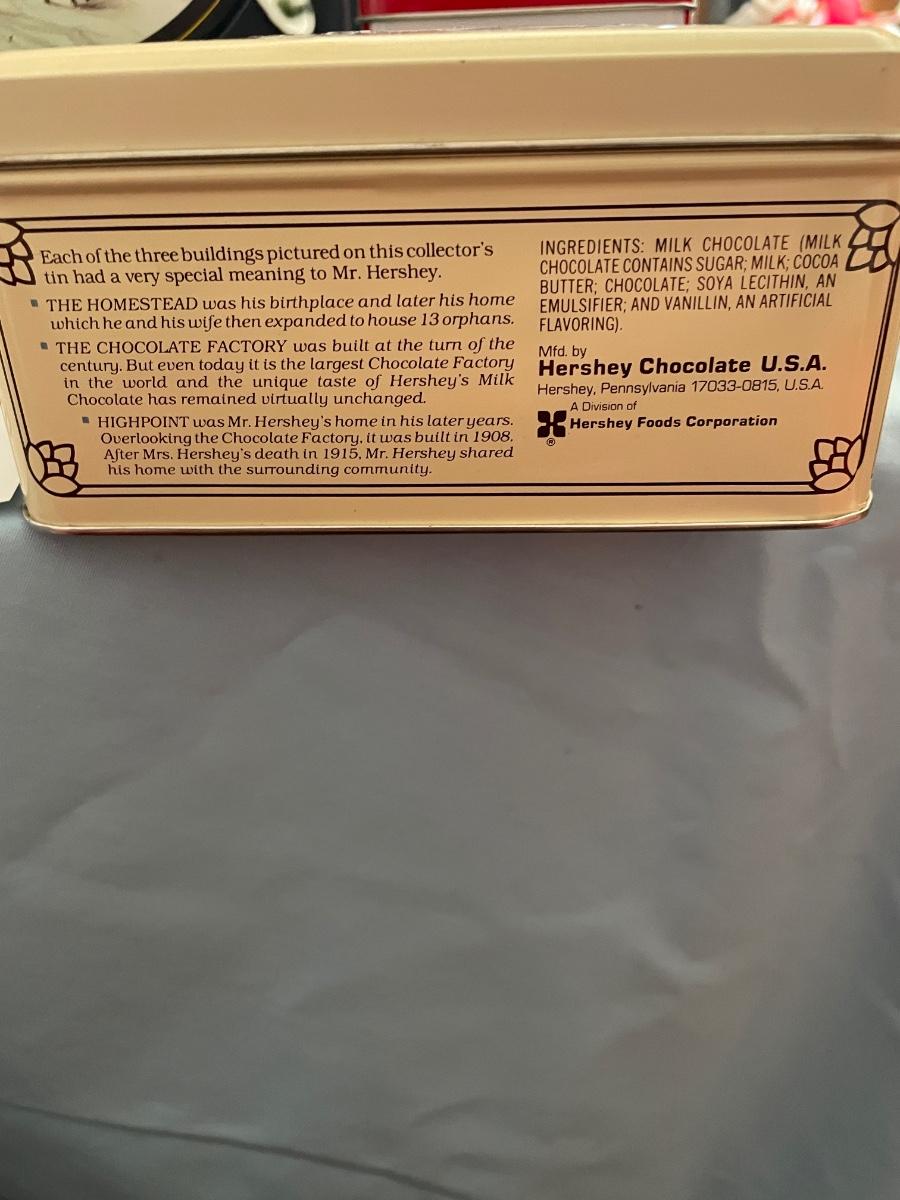 Each of the three buildings pictured on this collector's
tin had a very special meaning to Mr. Hershey.
▪ THE HOMESTEAD was his birthplace and later his home
which he and his wife then expanded to house 13 orphans.
▪ THE CHOCOLATE FACTORY was built at the turn of the
century. But even today it is the largest Chocolate Factory
in the world and the unique taste of Hershey's Milk
Chocolate has remained virtually unchanged.
▪ HIGHPOINT was Mr. Hershey's home in his later years.
Overlooking the Chocolate Factory, it was built in 1908.
After Mrs. Hershey's death in 1915, Mr. Hershey shared
his home with the surrounding community.
INGREDIENTS: MILK CHOCOLATE (MILK
CHOCOLATE CONTAINS SUGAR; MILK; COCOA
BUTTER; CHOCOLATE; SOYA LECITHIN, AN
EMULSIFIER; AND VANILLIN, AN ARTIFICIAL
FLAVORING).
Mfd. by
Hershey Chocolate U.S.A.
Hershey, Pennsylvania 17033-0815, U.S.A.
A Division of
Hershey Foods Corporation
®